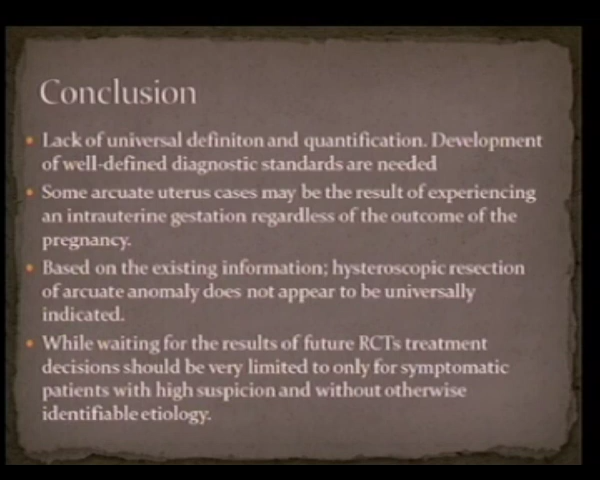 Conclusion
Lack of universal definiton and quantification. Development
of well-defined diagnostic standards are needed
Some arcuate uterus cases may be the result of experiencing
an intrauterine gestation regardless of the outcome of the
pregnancy.
Based on the existing information; hysteroscopic resection
of arcuate anomaly does not appear to be universally
indicated.
While waiting for the results of future RCTs treatment
decisions should be very limited to only for symptomatic
patients with high suspicion and without otherwise
identifiable etiology.